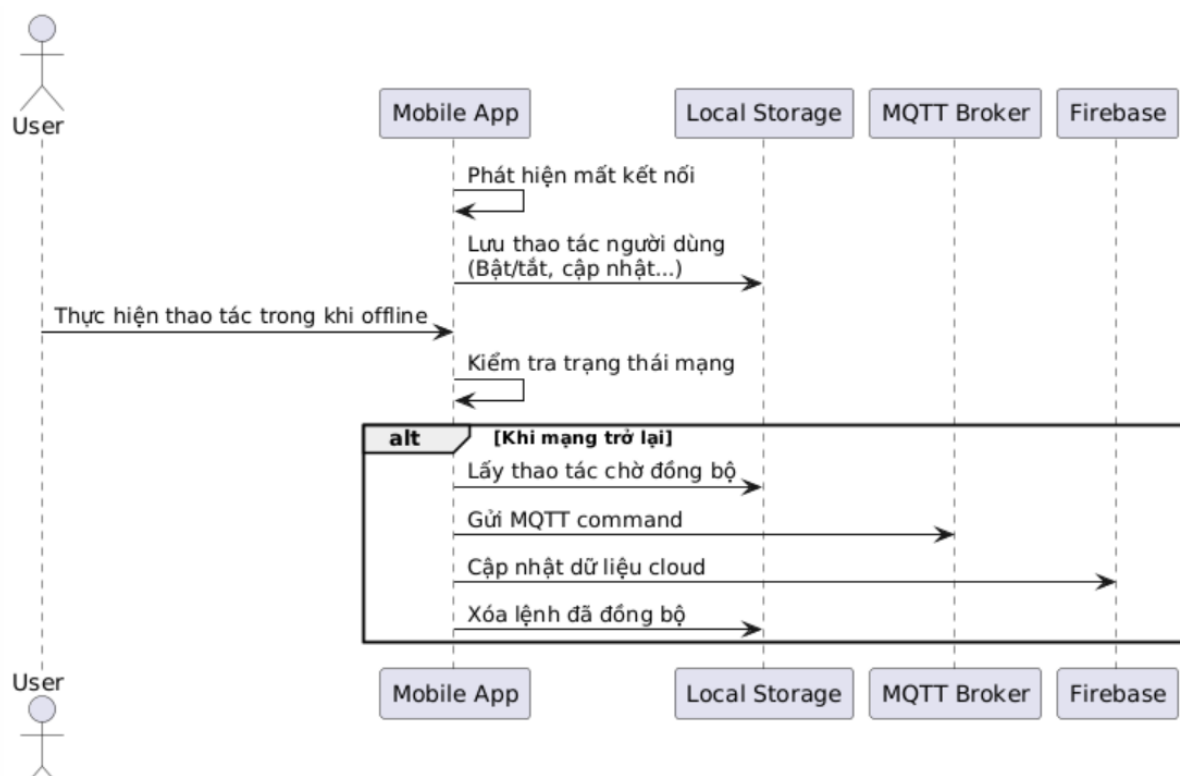 User
Mobile App
Local Storage
MQTT Broker
Firebase
Phát hiện mất kết nối
Lưu thao tác người dùng
(Bật/tắt, cập nhật...)
Thực hiện thao tác trong khi offline
Kiểm tra trạng thái mạng
alt
[Khi mạng trở lại]
Lấy thao tác chờ đồng bộ
Gửi MQTT command
Cập nhật dữ liệu cloud
Xóa lệnh đã đồng bộ
User
Mobile App
Local Storage
MQTT Broker
Firebase